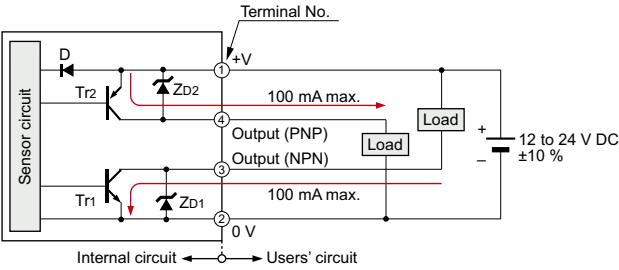 Terminal No.
D
1
+V
Tr2
ZD2
100 mA max.
Sensor circuit
4
Output (PNP)
Load
Load
+
12 to 24 V DC
±10 %
–
3
Output (NPN)
Tr1
ZD1
100 mA max.
2
0 V
Internal circuit
Users' circuit